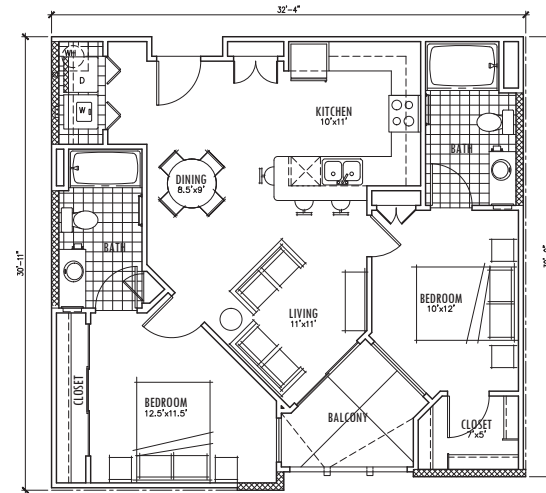 32'-4"
WH
D
W
KITCHEN
10'x11'
DINING
8.5'x9'
BATH
BATH
30'-11"
LIVING
11'x11'
BEDROOM
10'x12'
BEDROOM
12.5'x11.5'
CLOSET
BALCONY
CLOSET
7'x5'